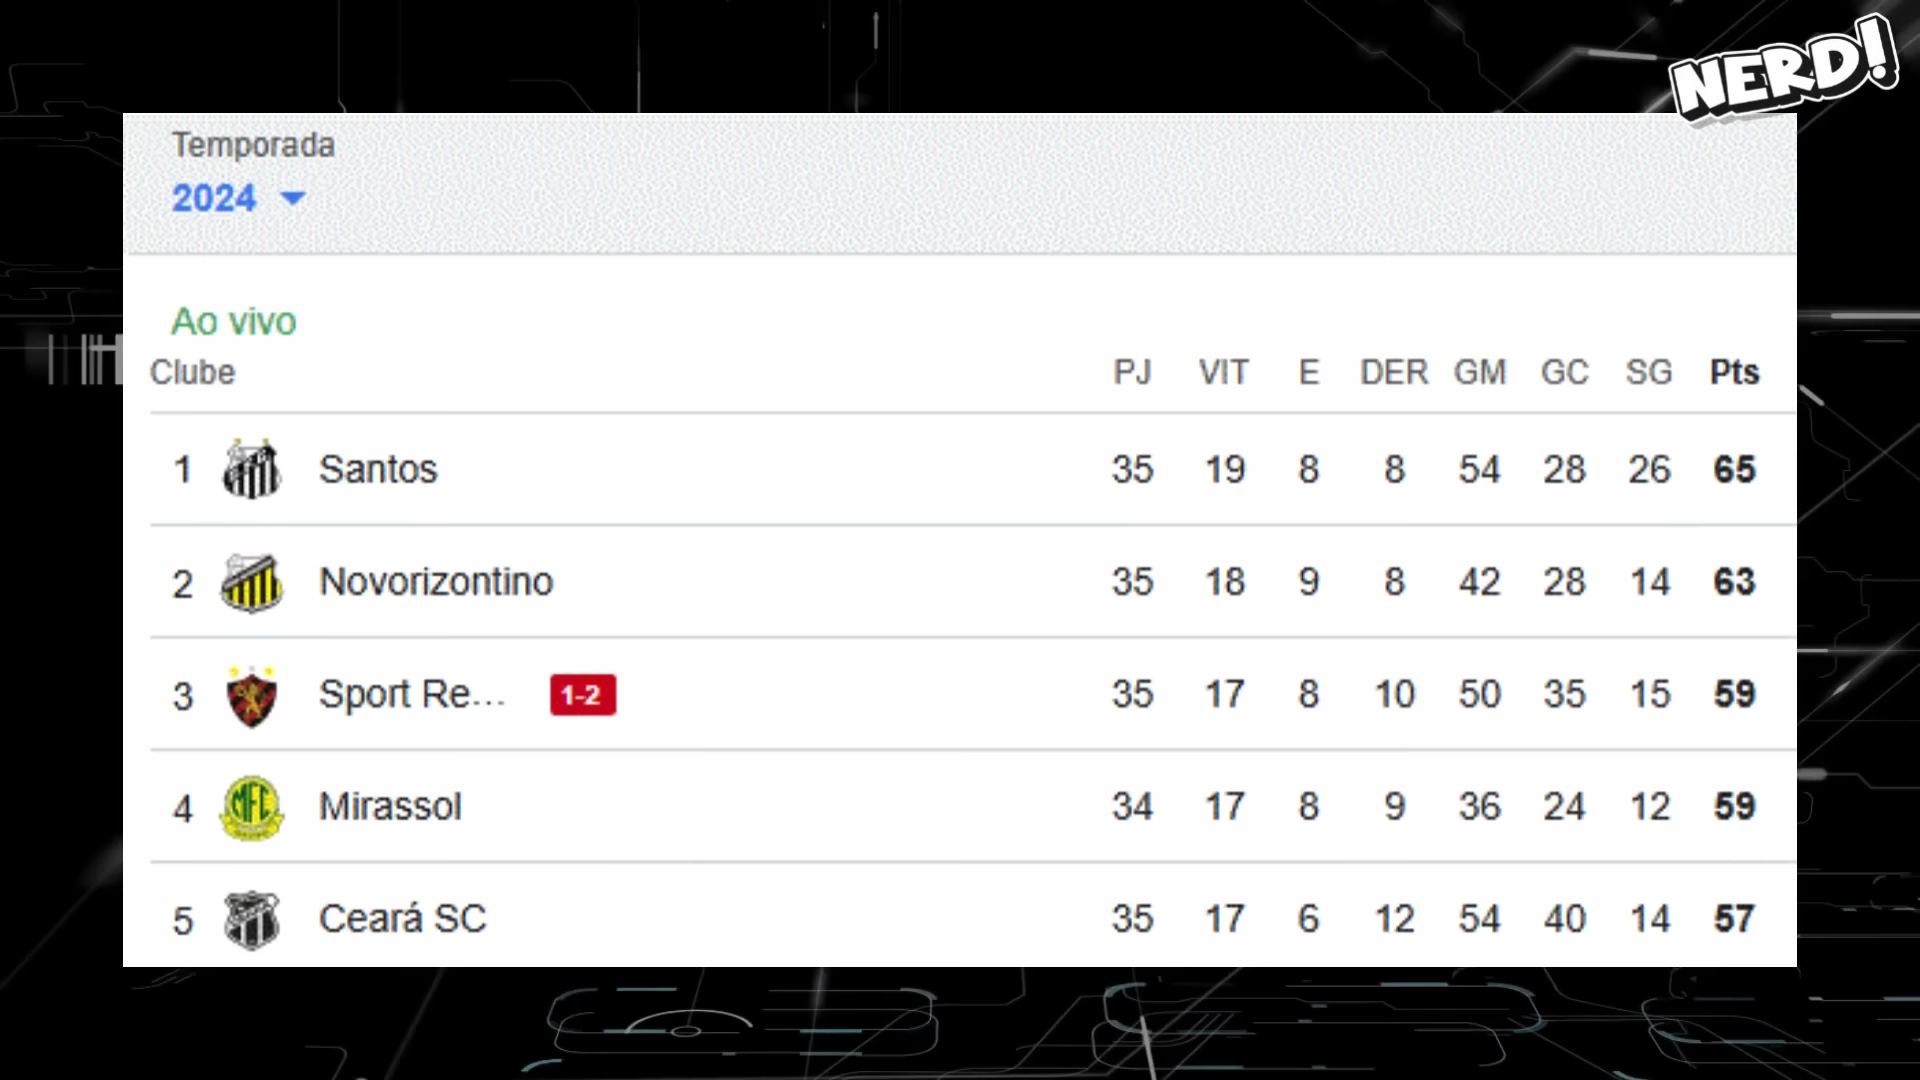 NERD!
Temporada
2024
Ao vivo
Clube PJ VIT E DER GM GC SG Pts
1 Santos 35 19 8 8 54 28 26 65
2 Novorizontino 35 18 9 8 42 28 14 63
3 Sport Re... 1-2 35 17 8 10 50 35 15 59
4 MFC Mirassol 34 17 8 9 36 24 12 59
5 Ceará SC 35 17 6 12 54 40 14 57